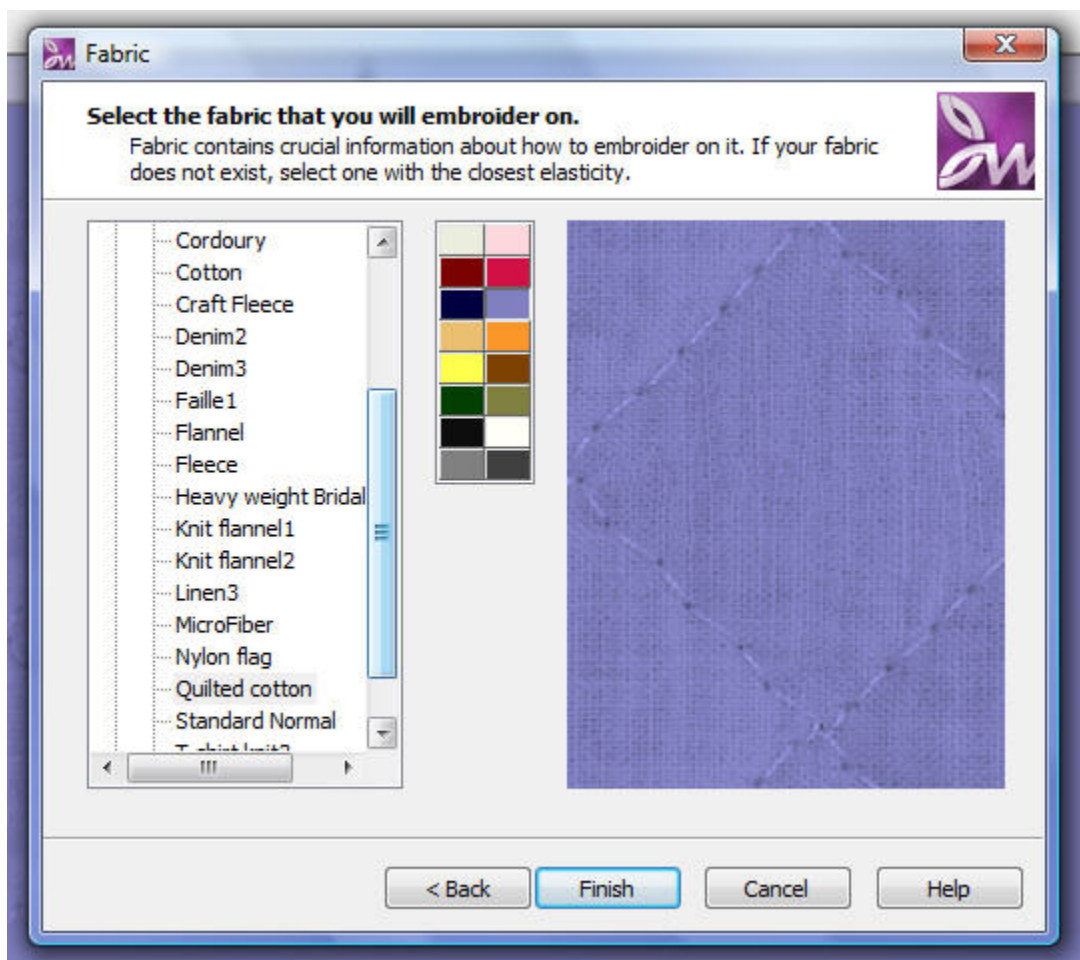 Fabric
Select the fabric that you will embroider on.
Fabric contains crucial information about how to embroider on it. If your fabric
does not exist, select one with the closest elasticity.
Cordoury
Cotton
Craft Fleece
Denim2
Denim3
Faille1
Flannel
Fleece
Heavy weight Bridal
Knit flannel1
Knit flannel2
Linen3
MicroFiber
Nylon flag
Quilted cotton
Standard Normal
< Back
Finish
Cancel
Help